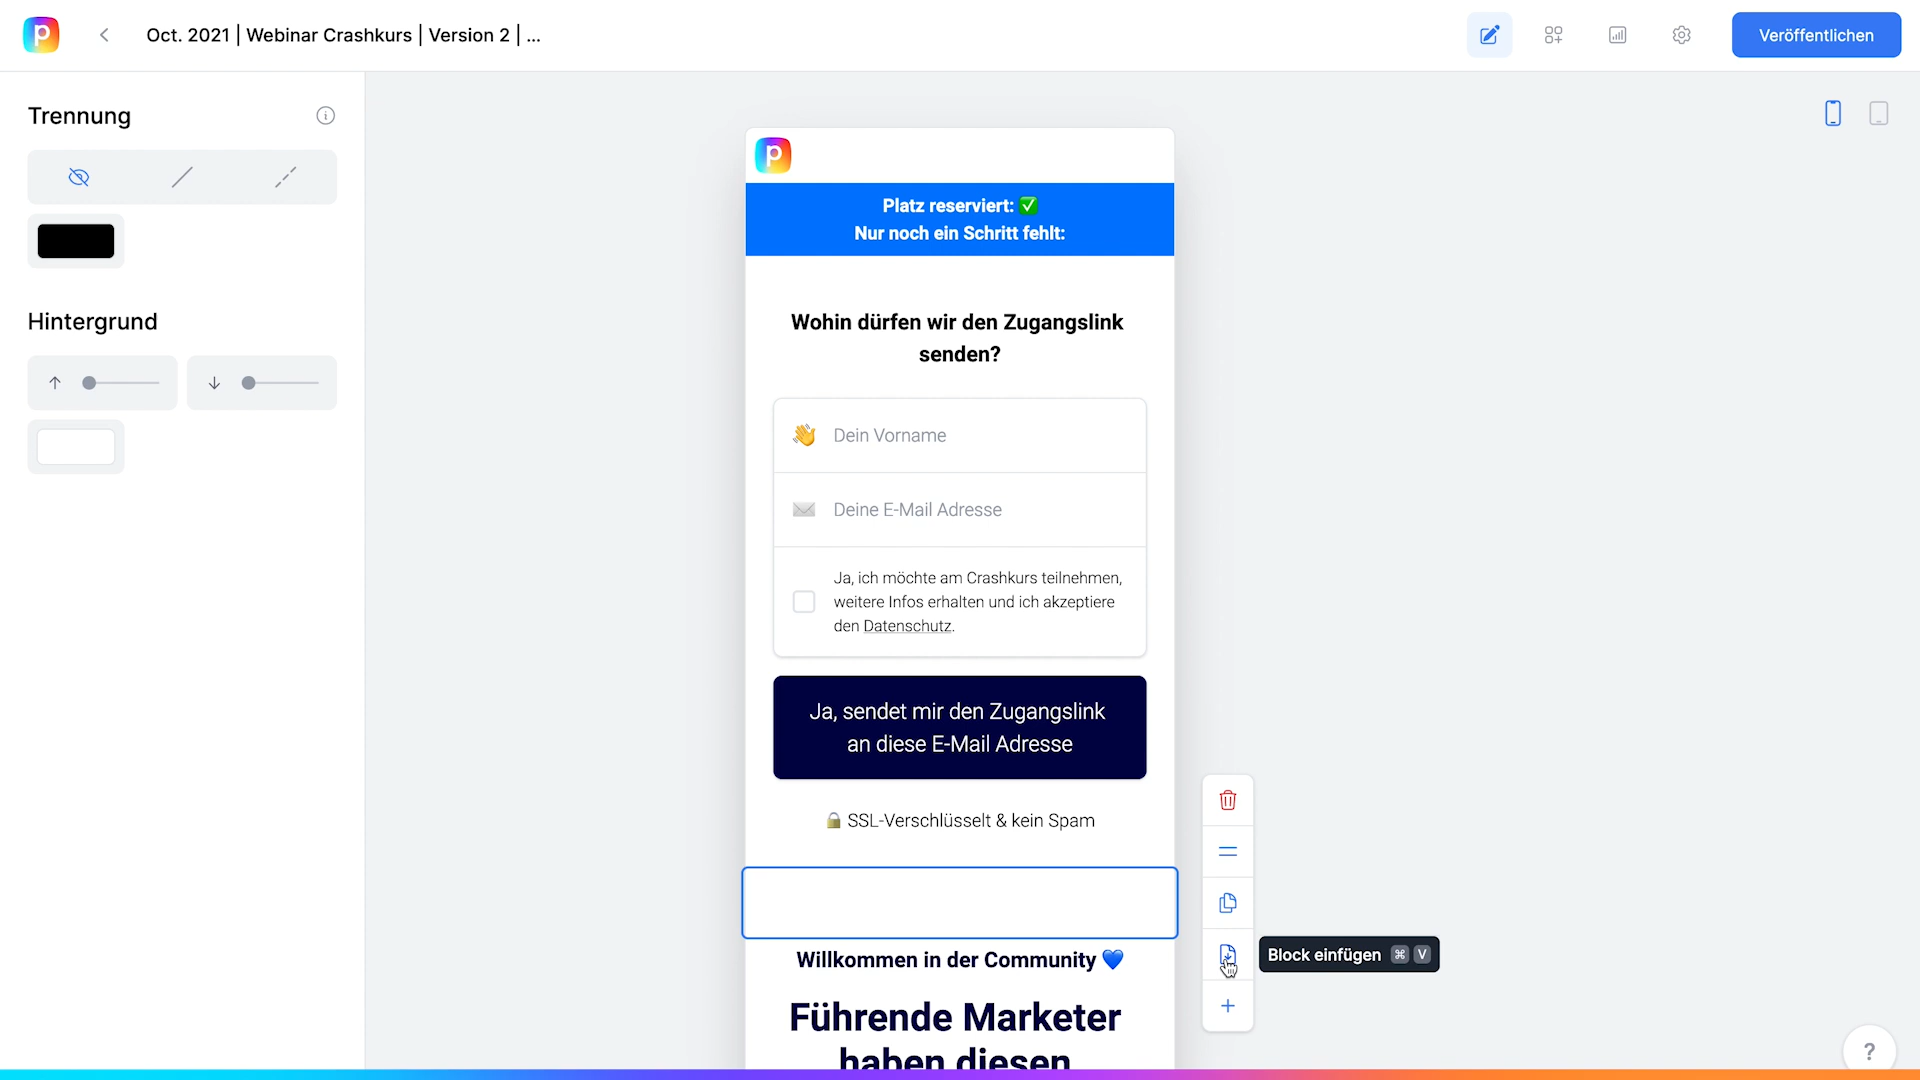 p
Oct. 2021 | Webinar Crashkurs | Version 2 | ...
Veröffentlichen
Trennung
Hintergrund
p
Platz reserviert: ✅
Nur noch ein Schritt fehlt:
Wohin dürfen wir den Zugangslink
senden?
👋 Dein Vorname
✉️ Deine E-Mail Adresse
Ja, ich möchte am Crashkurs teilnehmen,
weitere Infos erhalten und ich akzeptiere
den Datenschutz.
Ja, sendet mir den Zugangslink
an diese E-Mail Adresse
🔒 SSL-Verschlüsselt & kein Spam
Block einfügen ⌘ V
Willkommen in der Community 💙
Führende Marketer
haben diesen
?